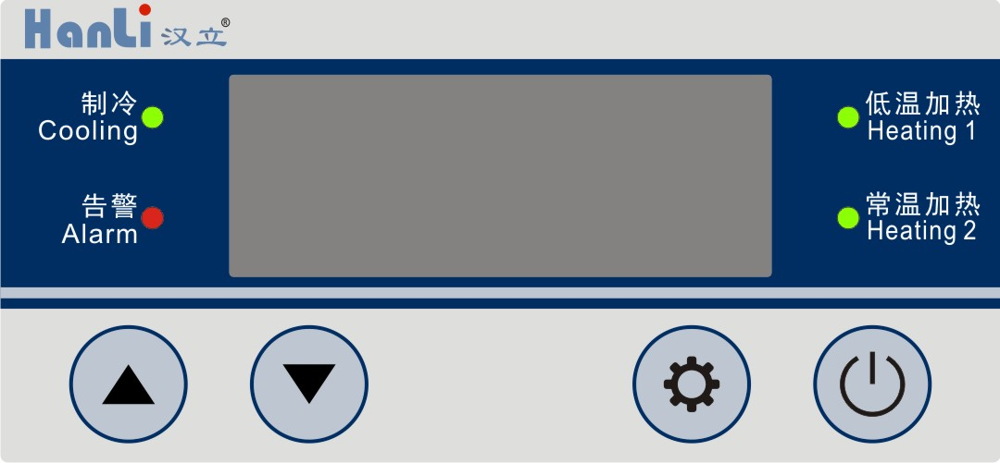 HanLi 汉立®
制冷
Cooling
低温加热
Heating 1
告警
Alarm
常温加热
Heating 2